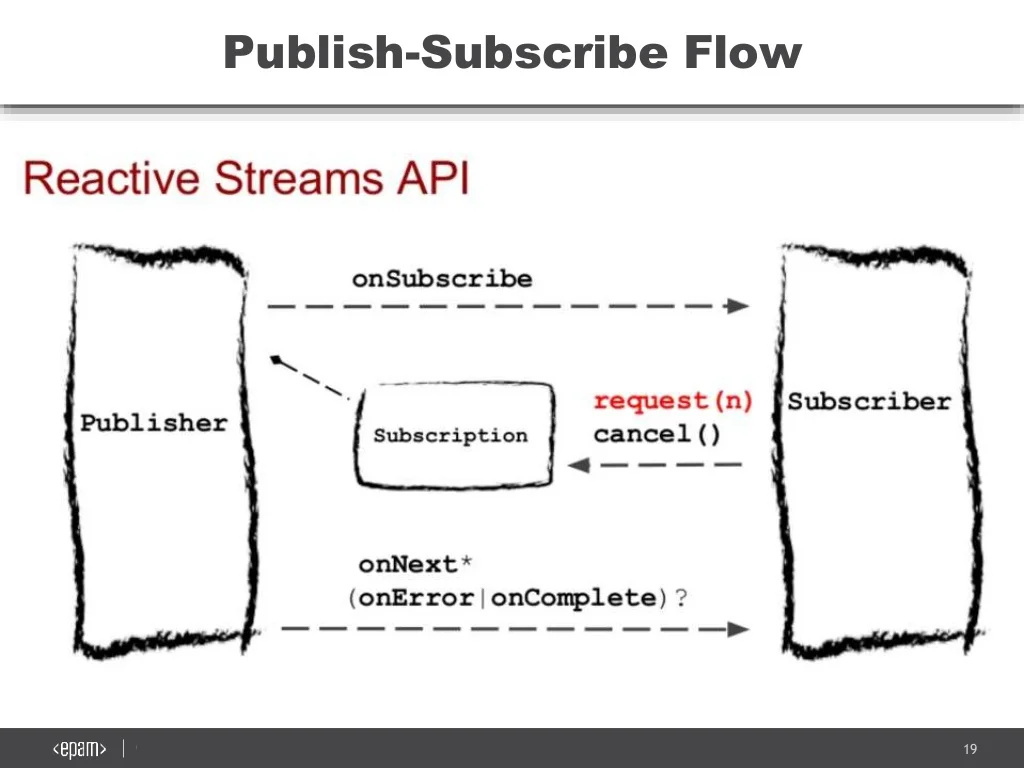 Publish-Subscribe Flow
Reactive Streams API
onSubscribe
Publisher
Subscription
request(n)
cancel()
Subscriber
onNext*
(onError|onComplete)?
<epam>
19